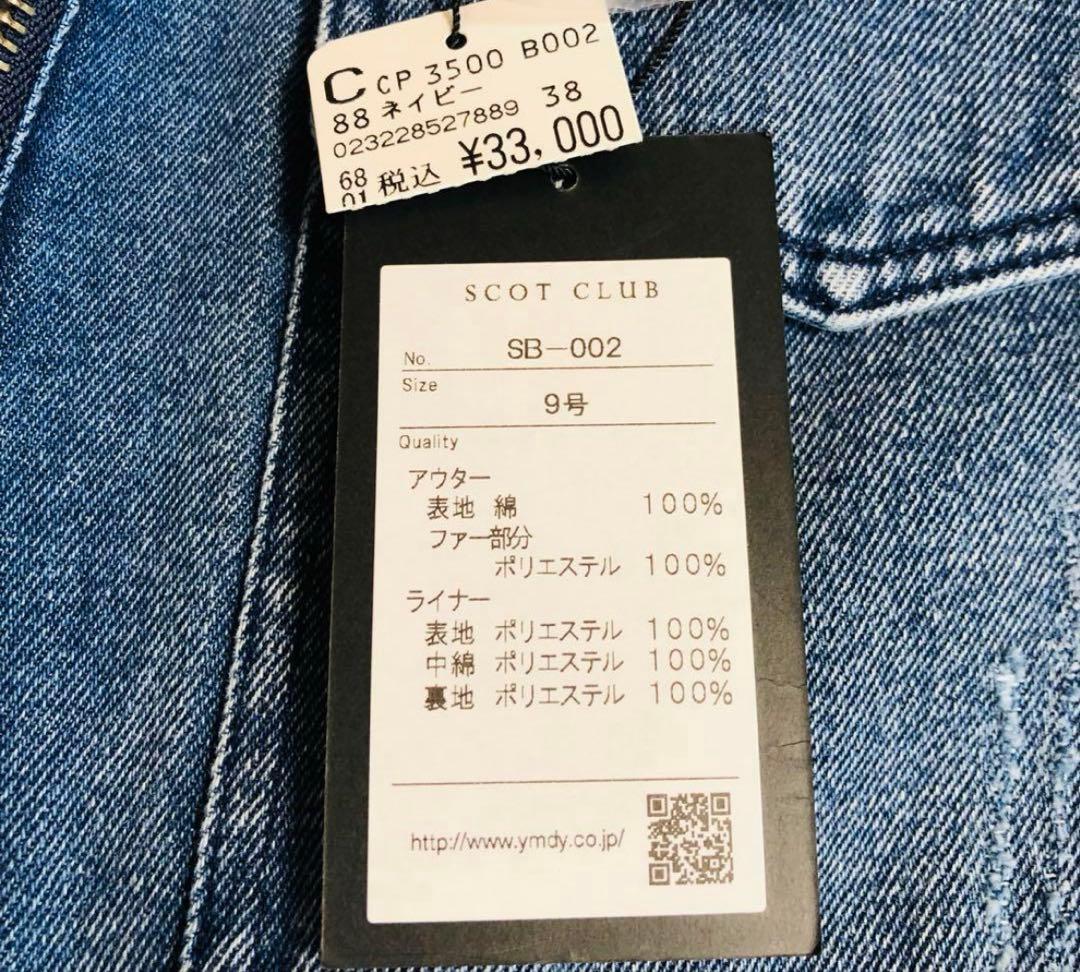 C CP 3500 B002
88 ネイビー
023228527889 38
68 税込 ¥33,000
01
SCOT CLUB
No. SB-002
Size
9号
Quality
アウター
表地 綿 100%
ファー部分
ポリエステル 100%
ライナー
表地 ポリエステル 100%
中綿 ポリエステル 100%
裏地 ポリエステル 100%
http://www.ymdy.co.jp/